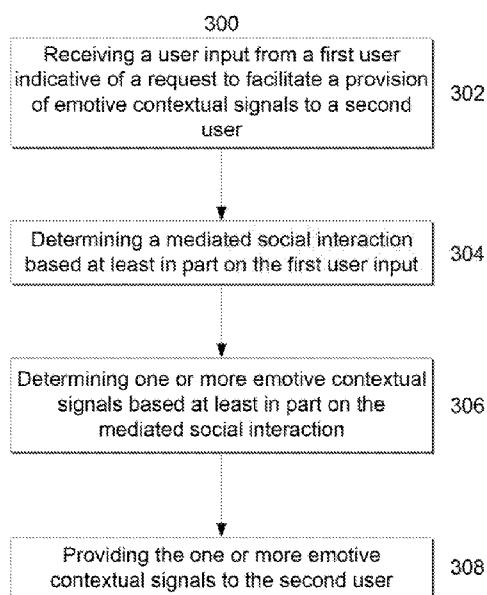 300
Receiving a user input from a first user
indicative of a request to facilitate a provision
of emotive contextual signals to a second
user
302
Determining a mediated social interaction
based at least in part on the first user input
304
Determining one or more emotive contextual
signals based at least in part on the
mediated social interaction
306
Providing the one or more emotive
contextual signals to the second user
308